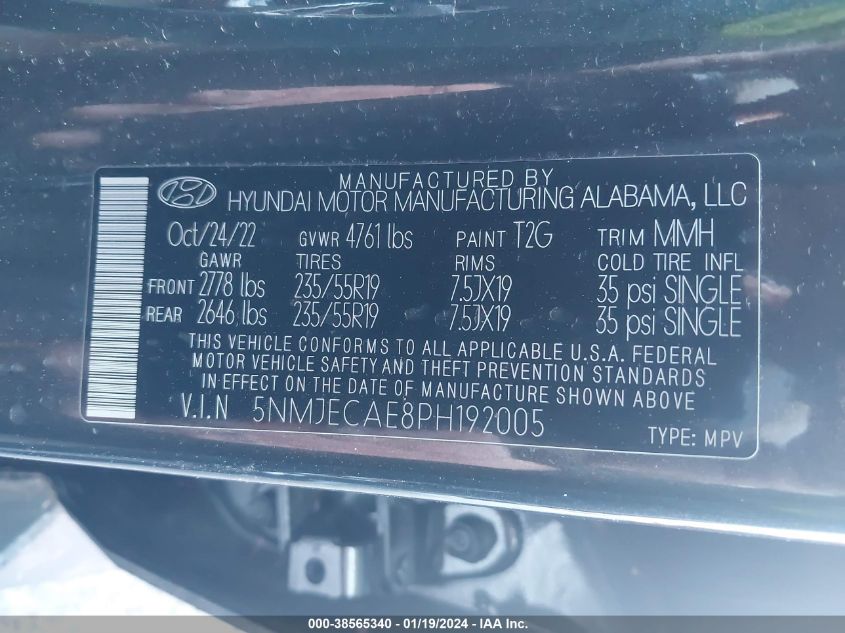 MANUFACTURED BY
HYUNDAI MOTOR MANUFACTURING ALABAMA, LLC
Oct/24/22 GVWR 4761 lbs PAINT T2G TRIM MMH
GAWR TIRES RIMS COLD TIRE INFL
FRONT 2778 lbs 235/55R19 7.5JX19 35 psi SINGLE
REAR 2646 lbs 235/55R19 7.5JX19 35 psi SINGLE
THIS VEHICLE CONFORMS TO ALL APPLICABLE U.S.A. FEDERAL
MOTOR VEHICLE SAFETY AND THEFT PREVENTION STANDARDS
IN EFFECT ON THE DATE OF MANUFACTURE SHOWN ABOVE
V.I.N 5NMJECAE8PH192005
TYPE: MPV
000-38565340 - 01/19/2024 - IAA Inc.